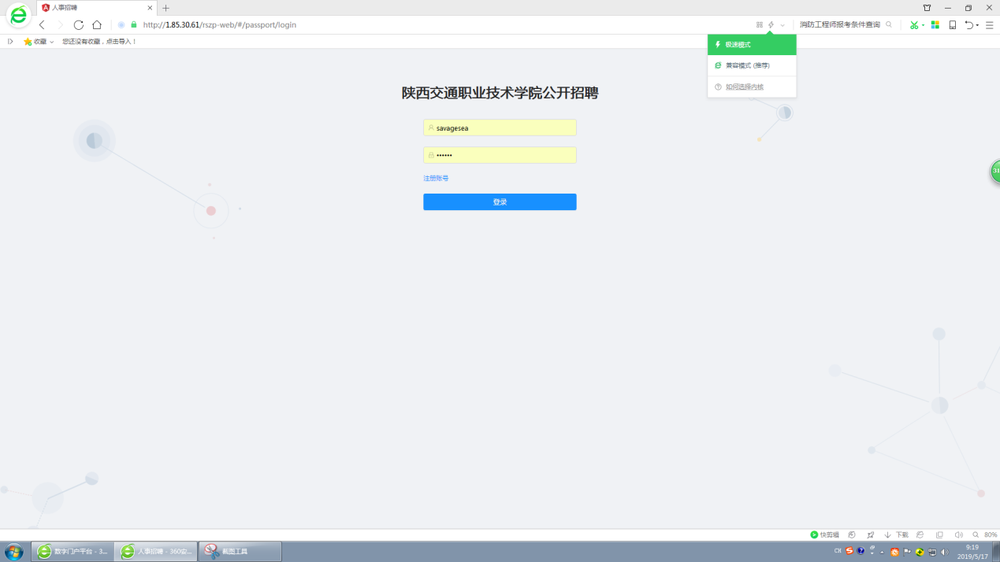 人事招聘
http://1.85.30.61/rszp-web/#/passport/login
消防工程师报考条件查询
收藏
您还没有收藏，点击导入！
极速模式
兼容模式 (推荐)
如何选择内核
陕西交通职业技术学院公开招聘
savagesea
••••••
注册账号
登录
31
快剪辑
下载
80%
数字门户平台 - 3...
人事招聘 - 360安...
截图工具
CH
9:19
2019/5/17